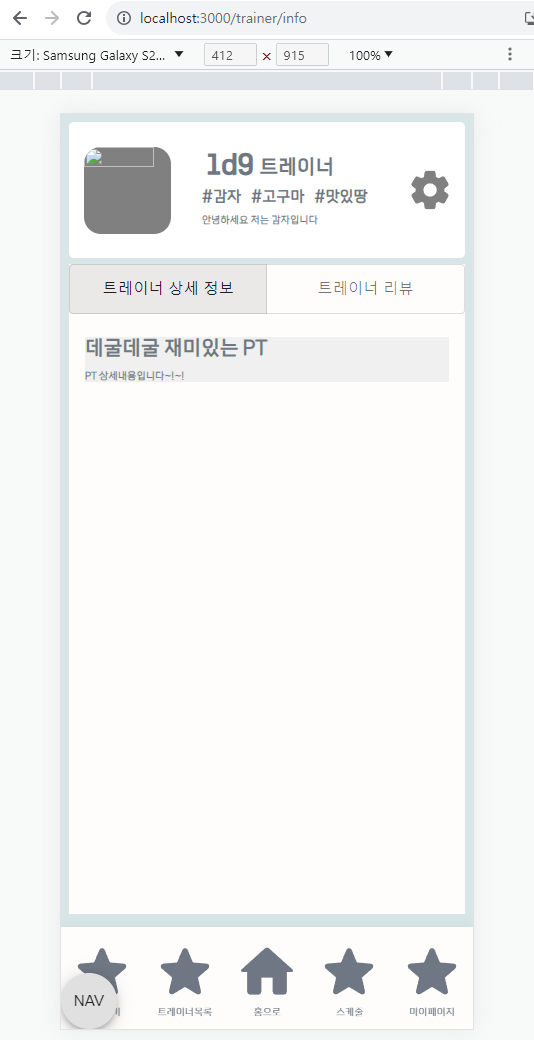 localhost:3000/trainer/info
크기: Samsung Galaxy S2... 412 × 915 100%
1d9 트레이너
#감자 #고구마 #맛있땅
안녕하세요 저는 감자입니다
트레이너 상세 정보 트레이너 리뷰
데굴데굴 재미있는 PT
PT 상세내용입니다~!~!
NAV
트레이너목록 홈으로 스케줄 마이페이지